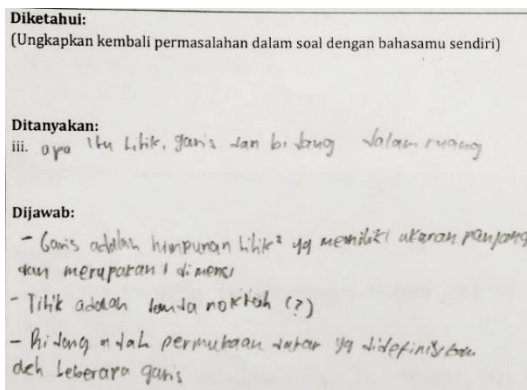 Diketahui:
(Ungkapkan kembali permasalahan dalam soal dengan bahasamu sendiri)
Ditanyakan:
iii. apa itu titik, garis dan bidang dalam ruang
Dijawab:
- Garis adalah himpunan titik² yg memiliki ukuran panjang
dan merupakan 1 dimensi
- Titik adalah tanda noktah (?)
- Bidang adalah permukaan datar yg didefinisikan
oleh beberapa garis